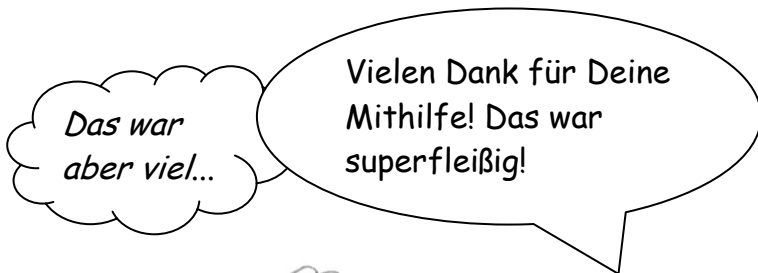 Das war
aber viel...
Vielen Dank für Deine
Mithilfe! Das war
superfleißig!